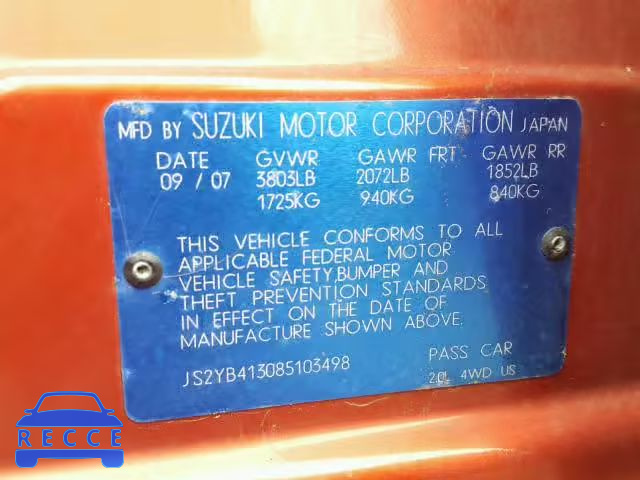 MFD BY SUZUKI MOTOR CORPORATION JAPAN
DATE GVWR GAWR FRT GAWR RR
09 / 07 3803LB 2072LB 1852LB
1725KG 940KG 840KG
THIS VEHICLE CONFORMS TO ALL
APPLICABLE FEDERAL MOTOR
VEHICLE SAFETY,BUMPER AND
THEFT PREVENTION STANDARDS
IN EFFECT ON THE DATE OF
MANUFACTURE SHOWN ABOVE.
JS2YB413085103498 PASS CAR
2.0L 4WD US
RECCE